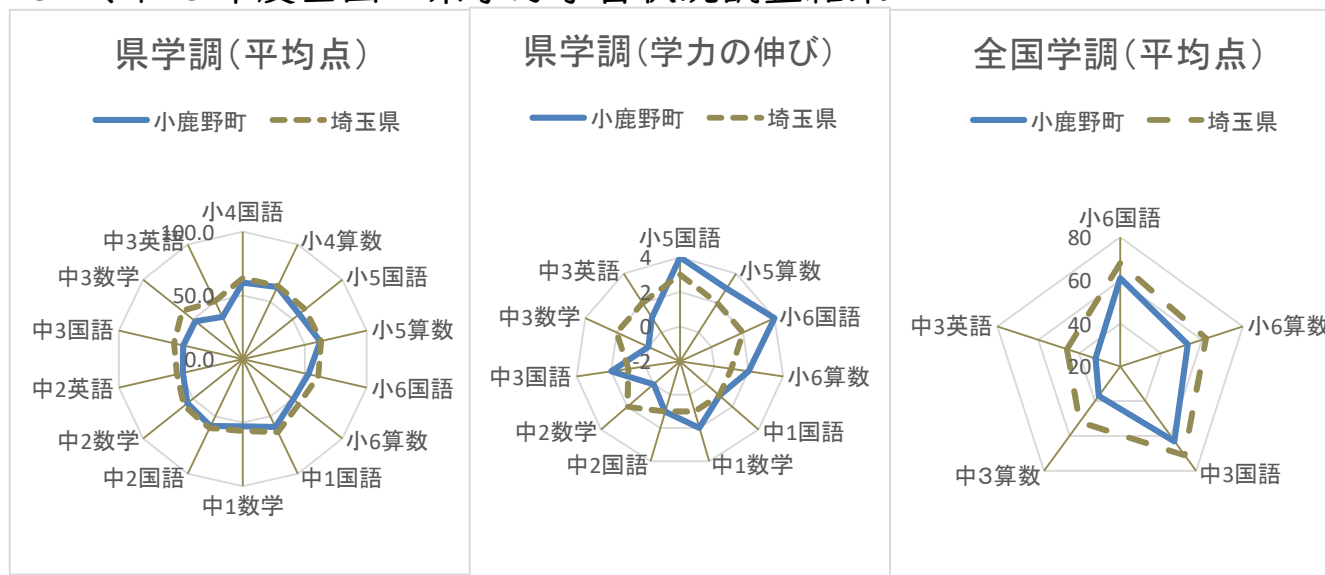 県学調(平均点)
小鹿野町 埼玉県
小4国語
小4算数
小5国語
小5算数
小6国語
小6算数
中1国語
中1数学
中2国語
中2数学
中2英語
中3国語
中3数学
中3英語
100.0
50.0
0.0
県学調(学力の伸び)
小鹿野町 埼玉県
小5国語
小5算数
小6国語
小6算数
中1国語
中1数学
中2国語
中2数学
中3国語
中3数学
中3英語
4
2
0
-2
全国学調(平均点)
小鹿野町 埼玉県
小6国語
小6算数
中3国語
中3算数
中3英語
80
60
40
20